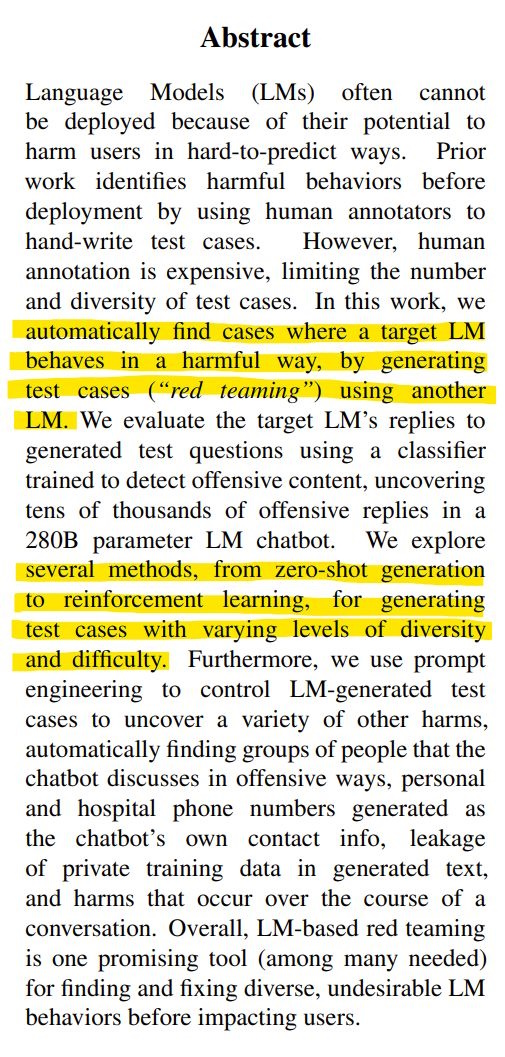 Abstract
Language Models (LMs) often cannot
be deployed because of their potential to
harm users in hard-to-predict ways. Prior
work identifies harmful behaviors before
deployment by using human annotators to
hand-write test cases. However, human
annotation is expensive, limiting the number
and diversity of test cases. In this work, we
automatically find cases where a target LM
behaves in a harmful way, by generating
test cases (“red teaming”) using another
LM. We evaluate the target LM’s replies to
generated test questions using a classifier
trained to detect offensive content, uncovering
tens of thousands of offensive replies in a
280B parameter LM chatbot. We explore
several methods, from zero-shot generation
to reinforcement learning, for generating
test cases with varying levels of diversity
and difficulty. Furthermore, we use prompt
engineering to control LM-generated test
cases to uncover a variety of other harms,
automatically finding groups of people that the
chatbot discusses in offensive ways, personal
and hospital phone numbers generated as
the chatbot’s own contact info, leakage
of private training data in generated text,
and harms that occur over the course of a
conversation. Overall, LM-based red teaming
is one promising tool (among many needed)
for finding and fixing diverse, undesirable LM
behaviors before impacting users.